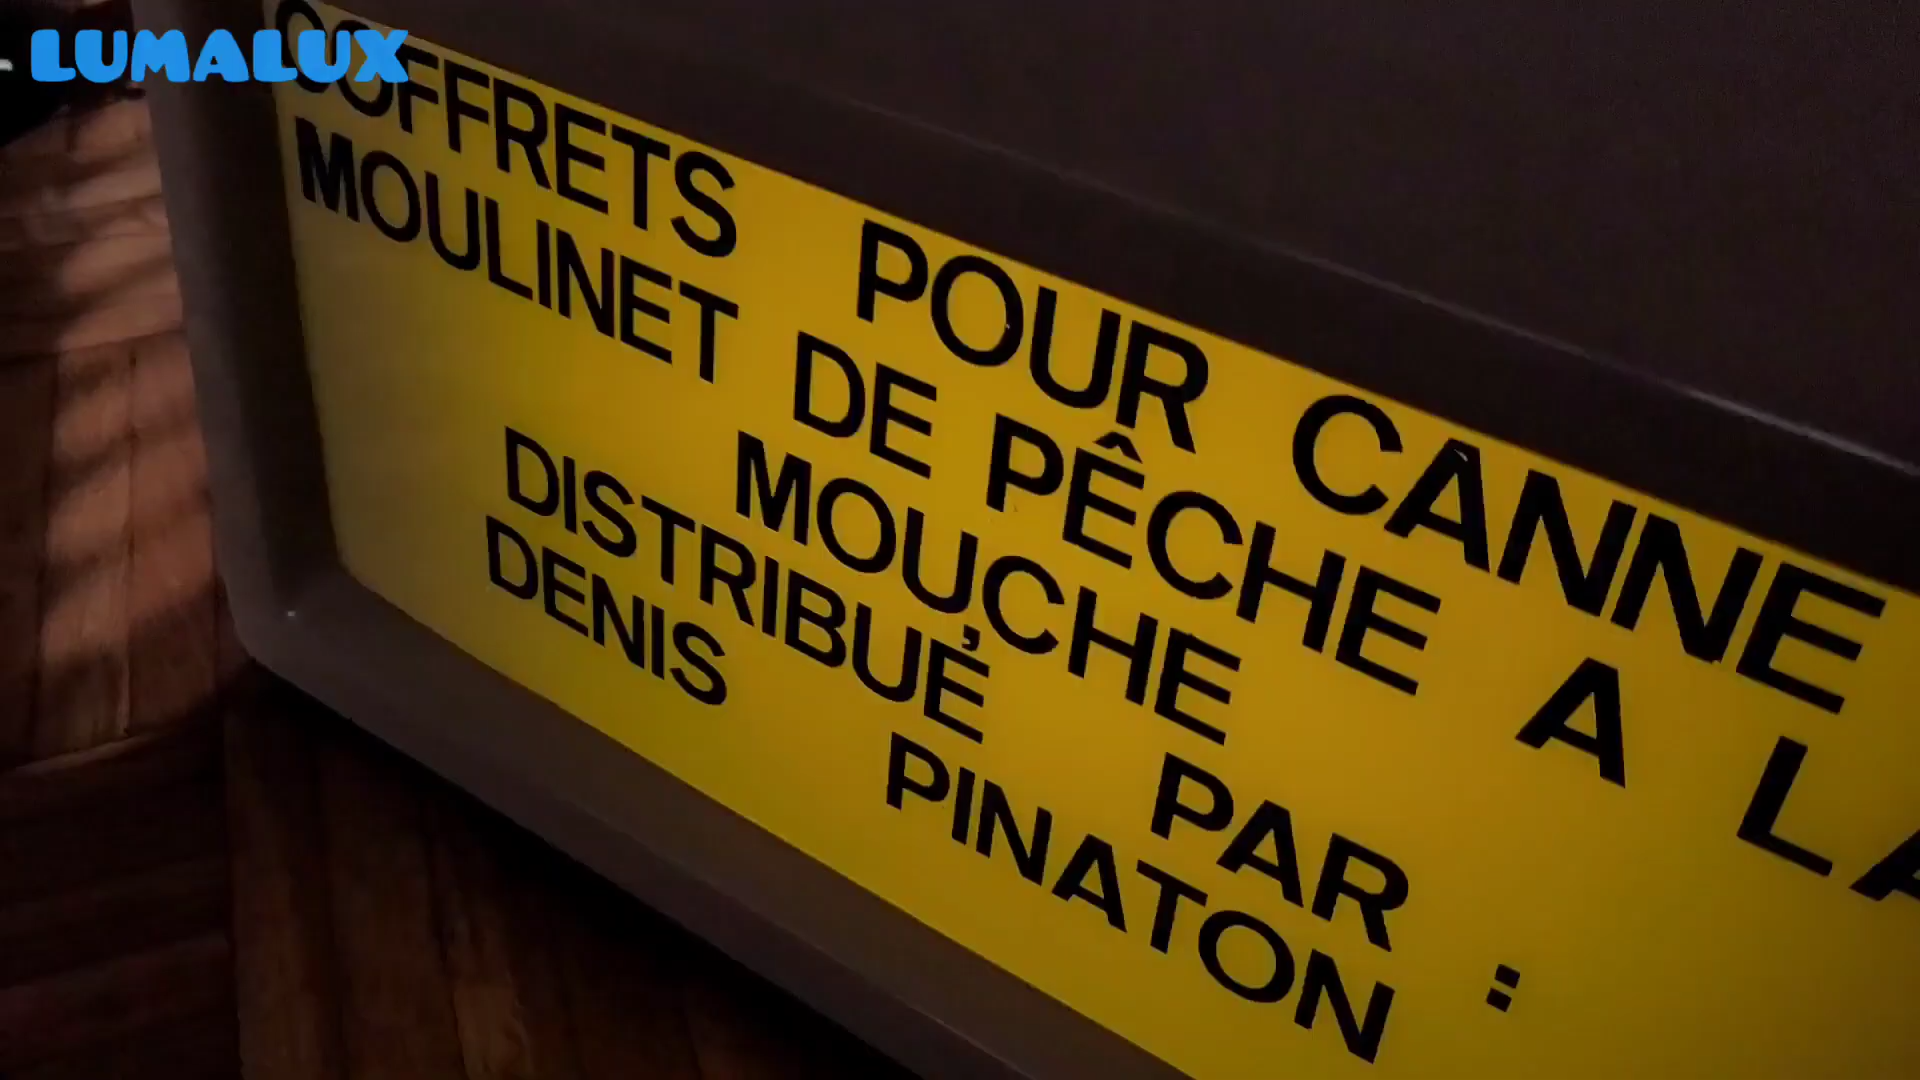 LUMALUX
COFFRETS POUR CANNE
MOULINET DE PÊCHE A LA
MOUCHE
DISTRIBUÉ PAR :
DENIS PINATON